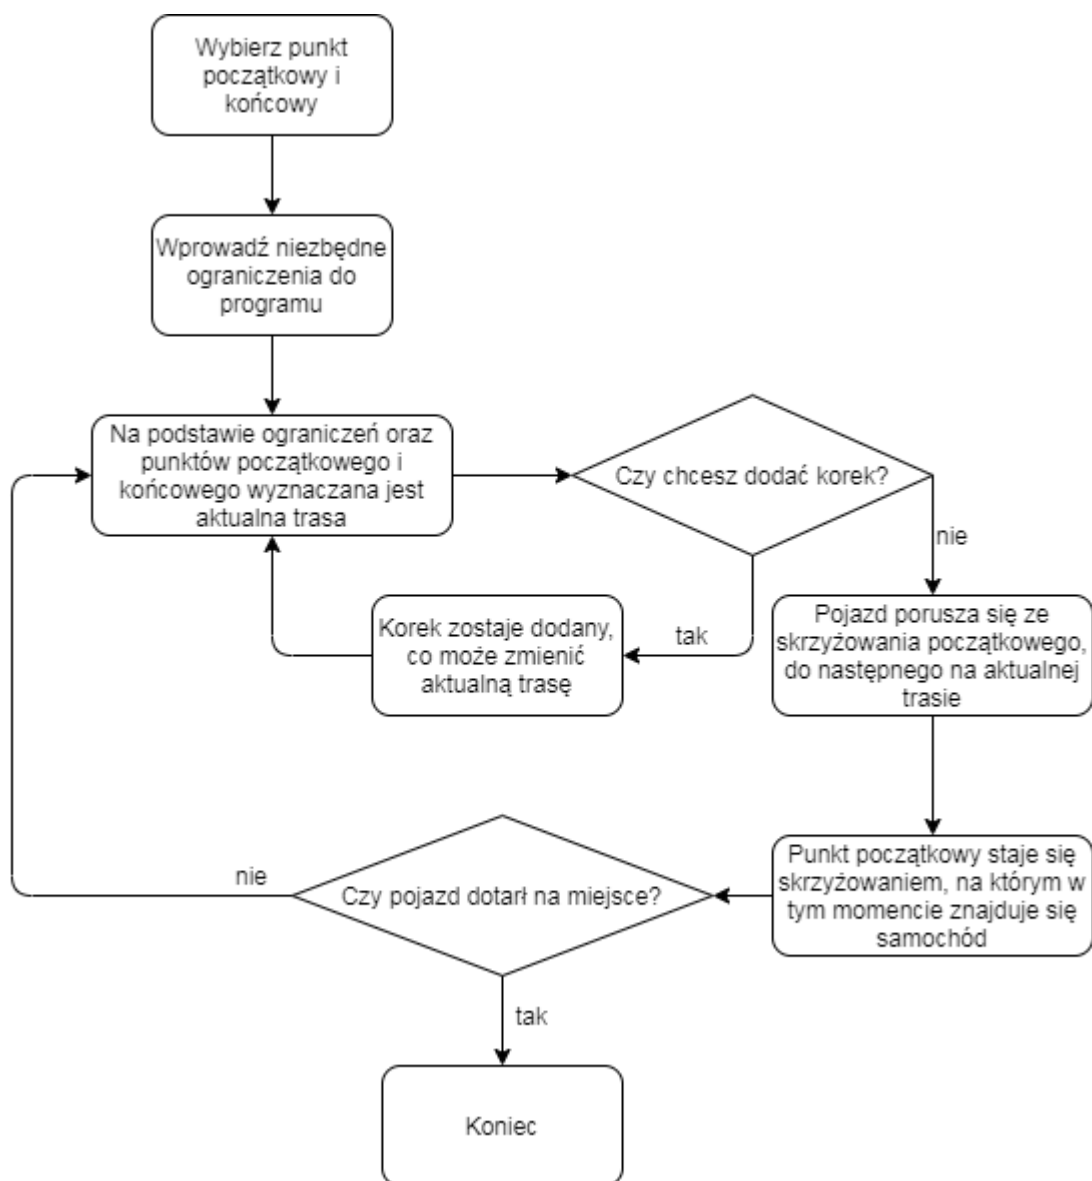 Wybierz punkt
początkowy i
końcowy
Wprowadź niezbędne
ograniczenia do
programu
Na podstawie ograniczeń oraz
punktów początkowego i
końcowego wyznaczana jest
aktualna trasa
Czy chcesz dodać korek?
nie
tak
Korek zostaje dodany,
co może zmienić
aktualną trasę
Pojazd porusza się ze
skrzyżowania początkowego,
do następnego na aktualnej
trasie
Punkt początkowy staje się
skrzyżowaniem, na którym w
tym momencie znajduje się
samochód
Czy pojazd dotarł na miejsce?
nie
tak
Koniec